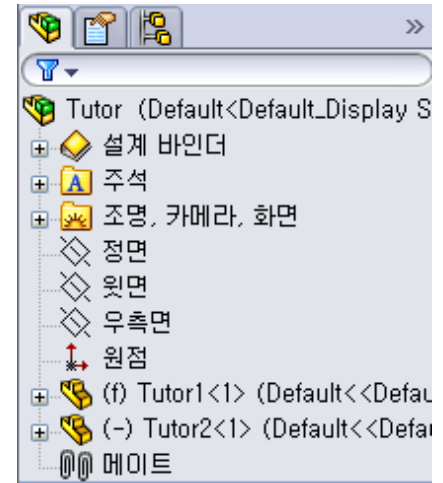 Tutor (Default<Default_Display S
설계 바인더
A 주석
조명, 카메라, 화면
정면
윗면
우측면
원점
(f) Tutor1<1> (Default<<Defau
(-) Tutor2<1> (Default<<Defau
메이트